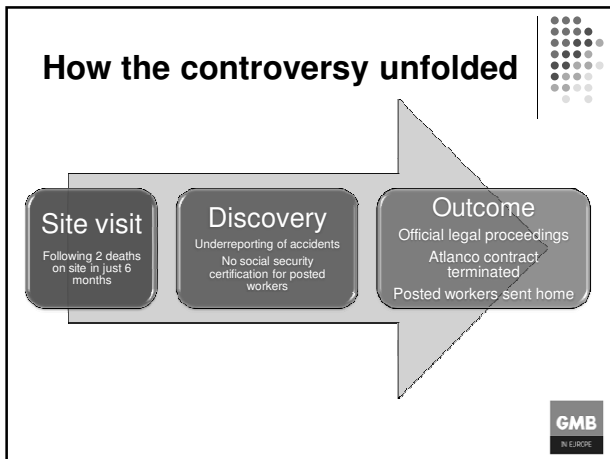 How the controversy unfolded
Site visit
Following 2 deaths
on site in just 6
months
Discovery
Underreporting of accidents
No social security
certification for posted
workers
Outcome
Official legal proceedings
Atlanco contract
terminated
Posted workers sent home
GMB
IN EUROPE